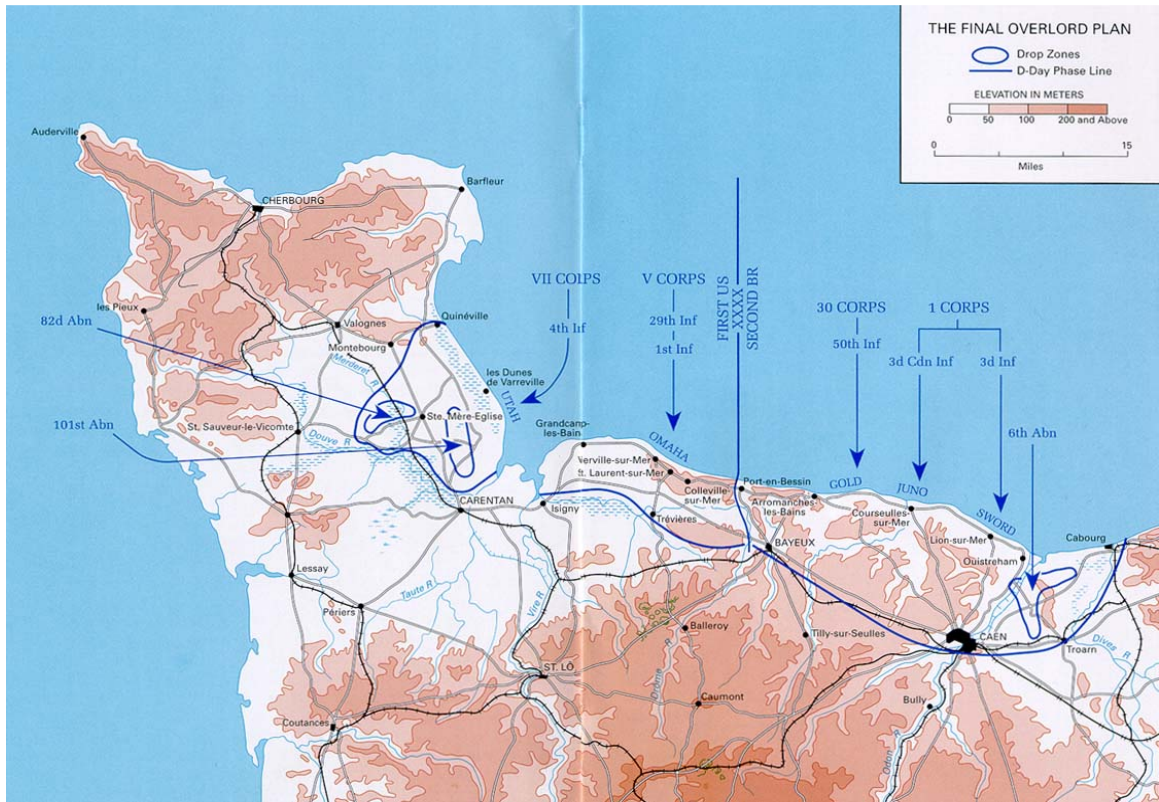 THE FINAL OVERLORD PLAN
Drop Zones
D-Day Phase Line
ELEVATION IN METERS
0 50 100 200 and Above
0 15
Miles
Auderville
Barfleur
CHERBOURG
les Pieux
82d Abn
Valognes
Quinéville
Montebourg
Merderet R
les Dunes
de Varreville
UTAH
VII COLPS
4th Inf
V CORPS
29th Inf
1st Inf
FIRST US
XXXX
SECOND BR
30 CORPS
50th Inf
1 CORPS
3d Cdn Inf
3d Inf
6th Abn
101st Abn
St. Sauveur-le-Vicomte
Ste. Mère-Eglise
Douve R
Grandcamp-
les-Bain
OMAHA
ierville-sur-Mer
t. Laurent-sur-Mer
Colleville
-sur-Mer
Port-en-Bessin
Arromanches-
les-Bains
GOLD
JUNO
Courseulles-
sur-Mer
SWORD
Lion-sur-Mer
Ouistreham
Cabourg
CARENTAN
Isigny
Trévières
BAYEUX
Lessay
Taute R
Périers
Vire R
Balleroy
Tilly-sur-Seulles
CAEN
Troarn
Dives R
ST. LÔ
Drôme R
Caumont
Bully
Odon R
Coutances